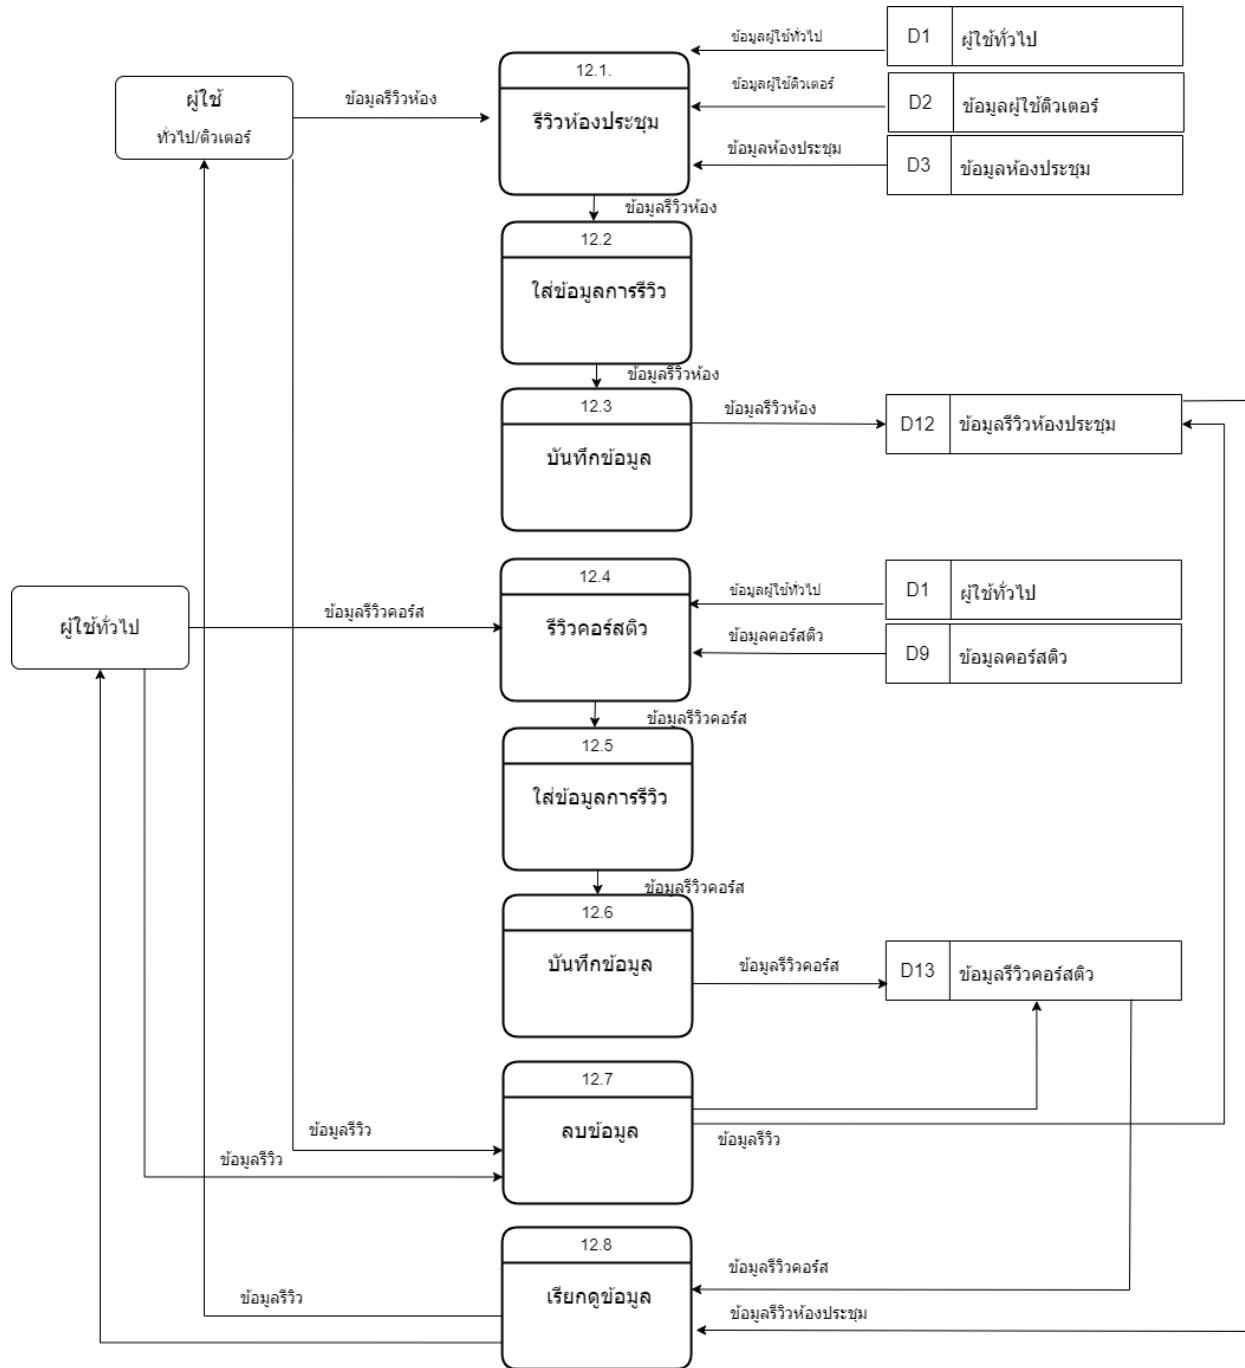 ข้อมูลผู้ใช้ทั่วไป
D1
ผู้ใช้ทั่วไป
12.1.
ผู้ใช้
ทั่วไป/ติวเตอร์
ข้อมูลรีวิวห้อง
รีวิวห้องประชุม
ข้อมูลผู้ใช้ติวเตอร์
D2
ข้อมูลผู้ใช้ติวเตอร์
ข้อมูลห้องประชุม
D3
ข้อมูลห้องประชุม
ข้อมูลรีวิวห้อง
12.2
ใส่ข้อมูลการรีวิว
ข้อมูลรีวิวห้อง
12.3
บันทึกข้อมูล
ข้อมูลรีวิวห้อง
D12
ข้อมูลรีวิวห้องประชุม
ผู้ใช้ทั่วไป
ข้อมูลรีวิวคอร์ส
12.4
รีวิวคอร์สติว
ข้อมูลผู้ใช้ทั่วไป
D1
ผู้ใช้ทั่วไป
ข้อมูลคอร์สติว
D9
ข้อมูลคอร์สติว
ข้อมูลรีวิวคอร์ส
12.5
ใส่ข้อมูลการรีวิว
ข้อมูลรีวิวคอร์ส
12.6
บันทึกข้อมูล
ข้อมูลรีวิวคอร์ส
D13
ข้อมูลรีวิวคอร์สติว
12.7
ลบข้อมูล
ข้อมูลรีวิว
ข้อมูลรีวิว
ข้อมูลรีวิว
12.8
เรียกดูข้อมูล
ข้อมูลรีวิวคอร์ส
ข้อมูลรีวิว
ข้อมูลรีวิวห้องประชุม